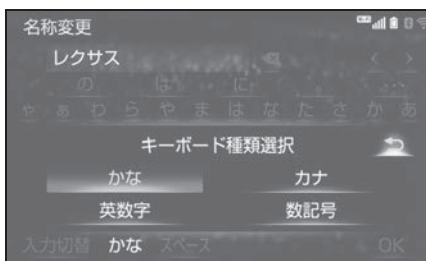 名称変更
レクサス
の は に
ゃ ぁ わ ら や ま は な た さ か あ
キーボード種類選択
かな カナ
英数字 数記号
入力切替 かな スペース OK